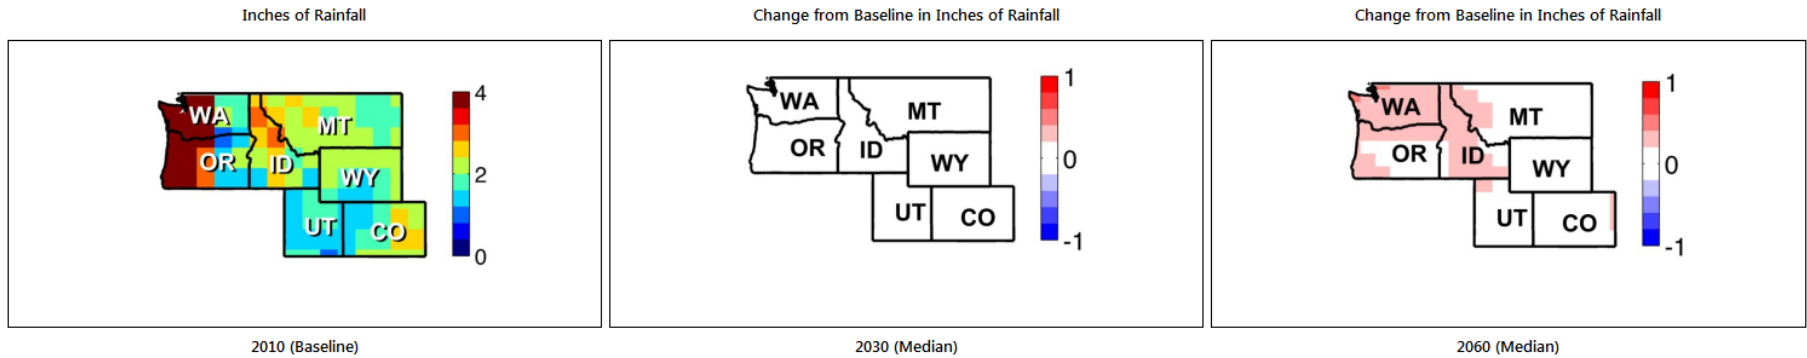 Inches of Rainfall
WA
MT
OR
ID
WY
UT
CO
4
2
0
2010 (Baseline)
Change from Baseline in Inches of Rainfall
WA
MT
OR
ID
WY
UT
CO
1
0
-1
2030 (Median)
Change from Baseline in Inches of Rainfall
WA
MT
OR
ID
WY
UT
CO
1
0
-1
2060 (Median)